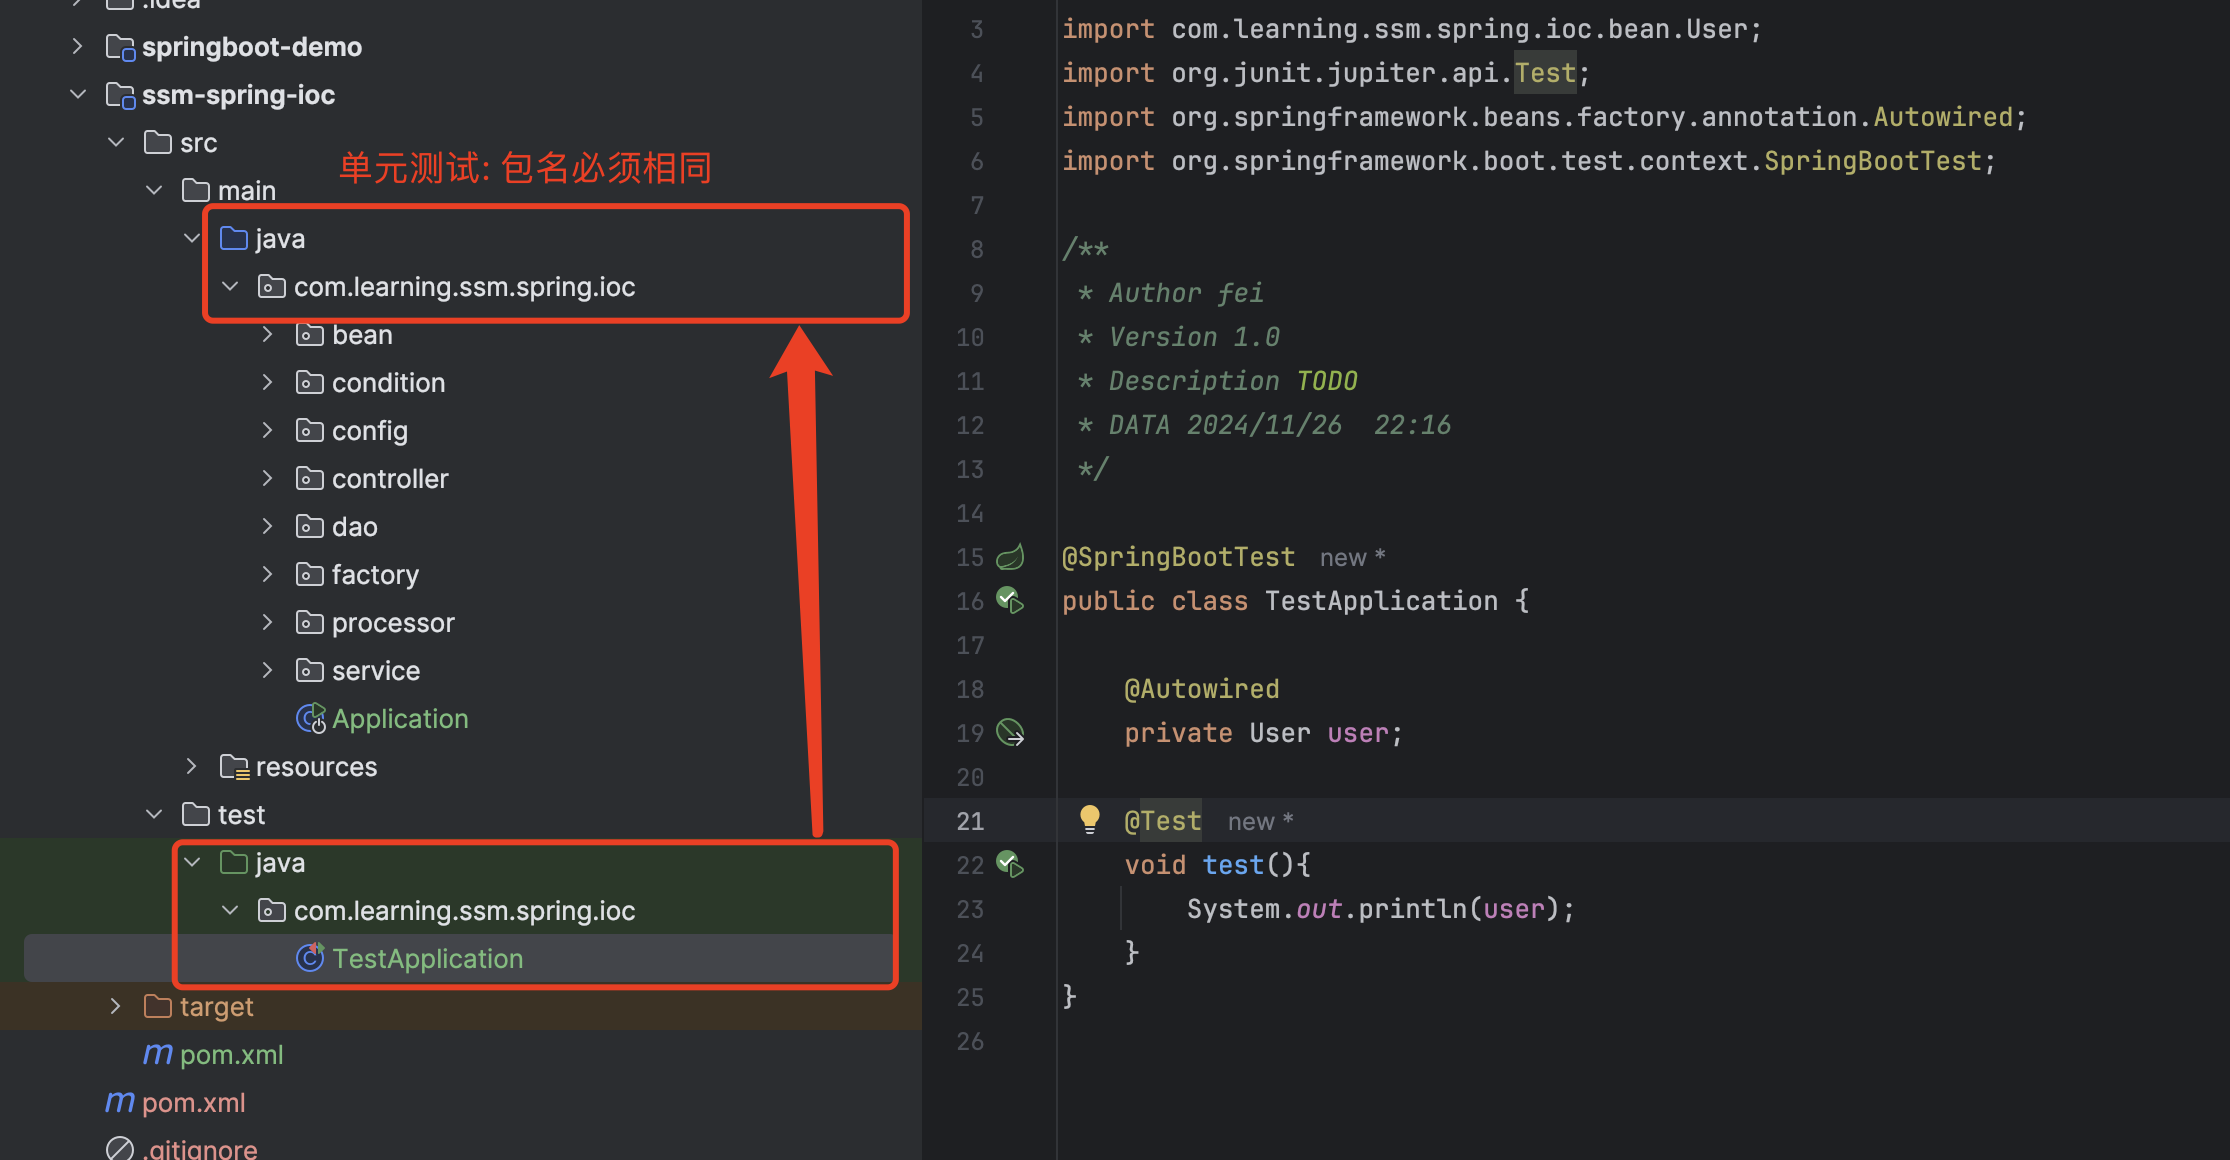 .idea
springboot-demo
ssm-spring-ioc
src
单元测试: 包名必须相同
main
java
com.learning.ssm.spring.ioc
bean
condition
config
controller
dao
factory
processor
service
Application
resources
test
java
com.learning.ssm.spring.ioc
TestApplication
target
pom.xml
pom.xml
.gitignore
3 import com.learning.ssm.spring.ioc.bean.User;
4 import org.junit.jupiter.api.Test;
5 import org.springframework.beans.factory.annotation.Autowired;
6 import org.springframework.boot.test.context.SpringBootTest;
7
8 /**
9 * Author fei
10 * Version 1.0
11 * Description TODO
12 * DATA 2024/11/26 22:16
13 */
14
15 @SpringBootTest new *
16 public class TestApplication {
17
18 @Autowired
19 private User user;
20
21 @Test new *
22 void test(){
23 System.out.println(user);
24 }
25 }
26